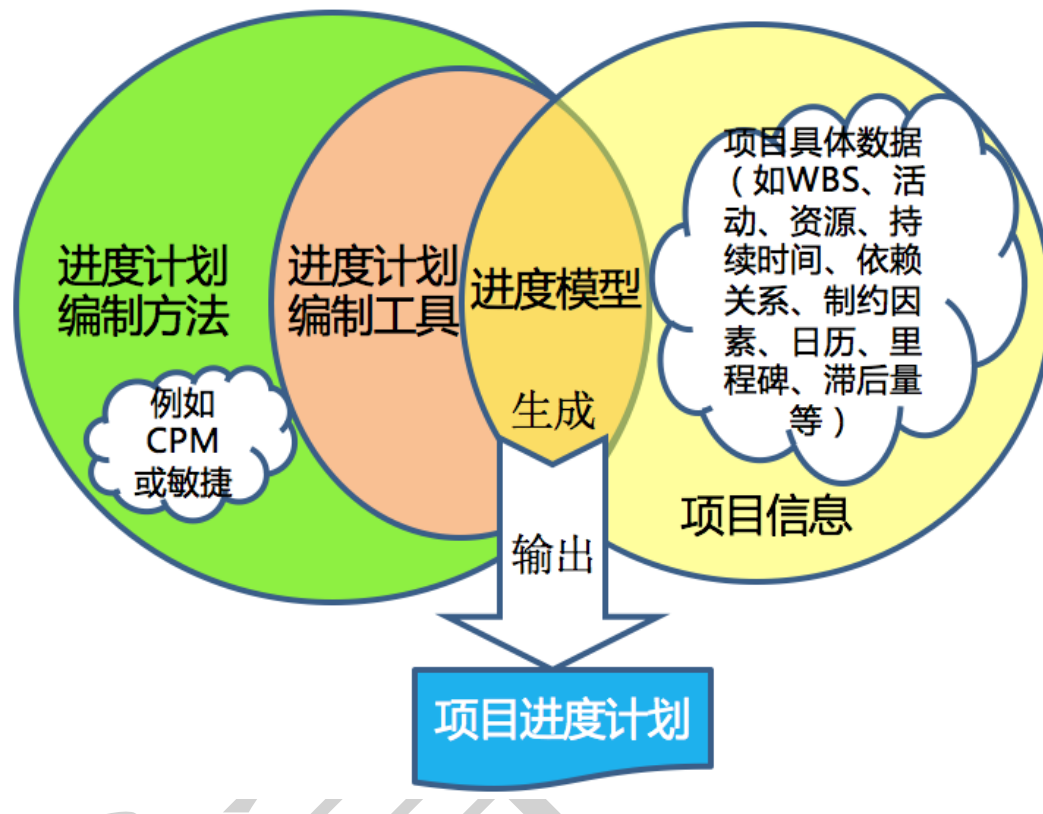 进度计划
编制方法
例如
CPM
或敏捷
进度计划
编制工具
进度模型
生成
输出
项目具体数据
（如WBS、活
动、资源、持
续时间、依赖
关系、制约因
素、日历、里
程碑、滞后量
等）
项目信息
项目进度计划